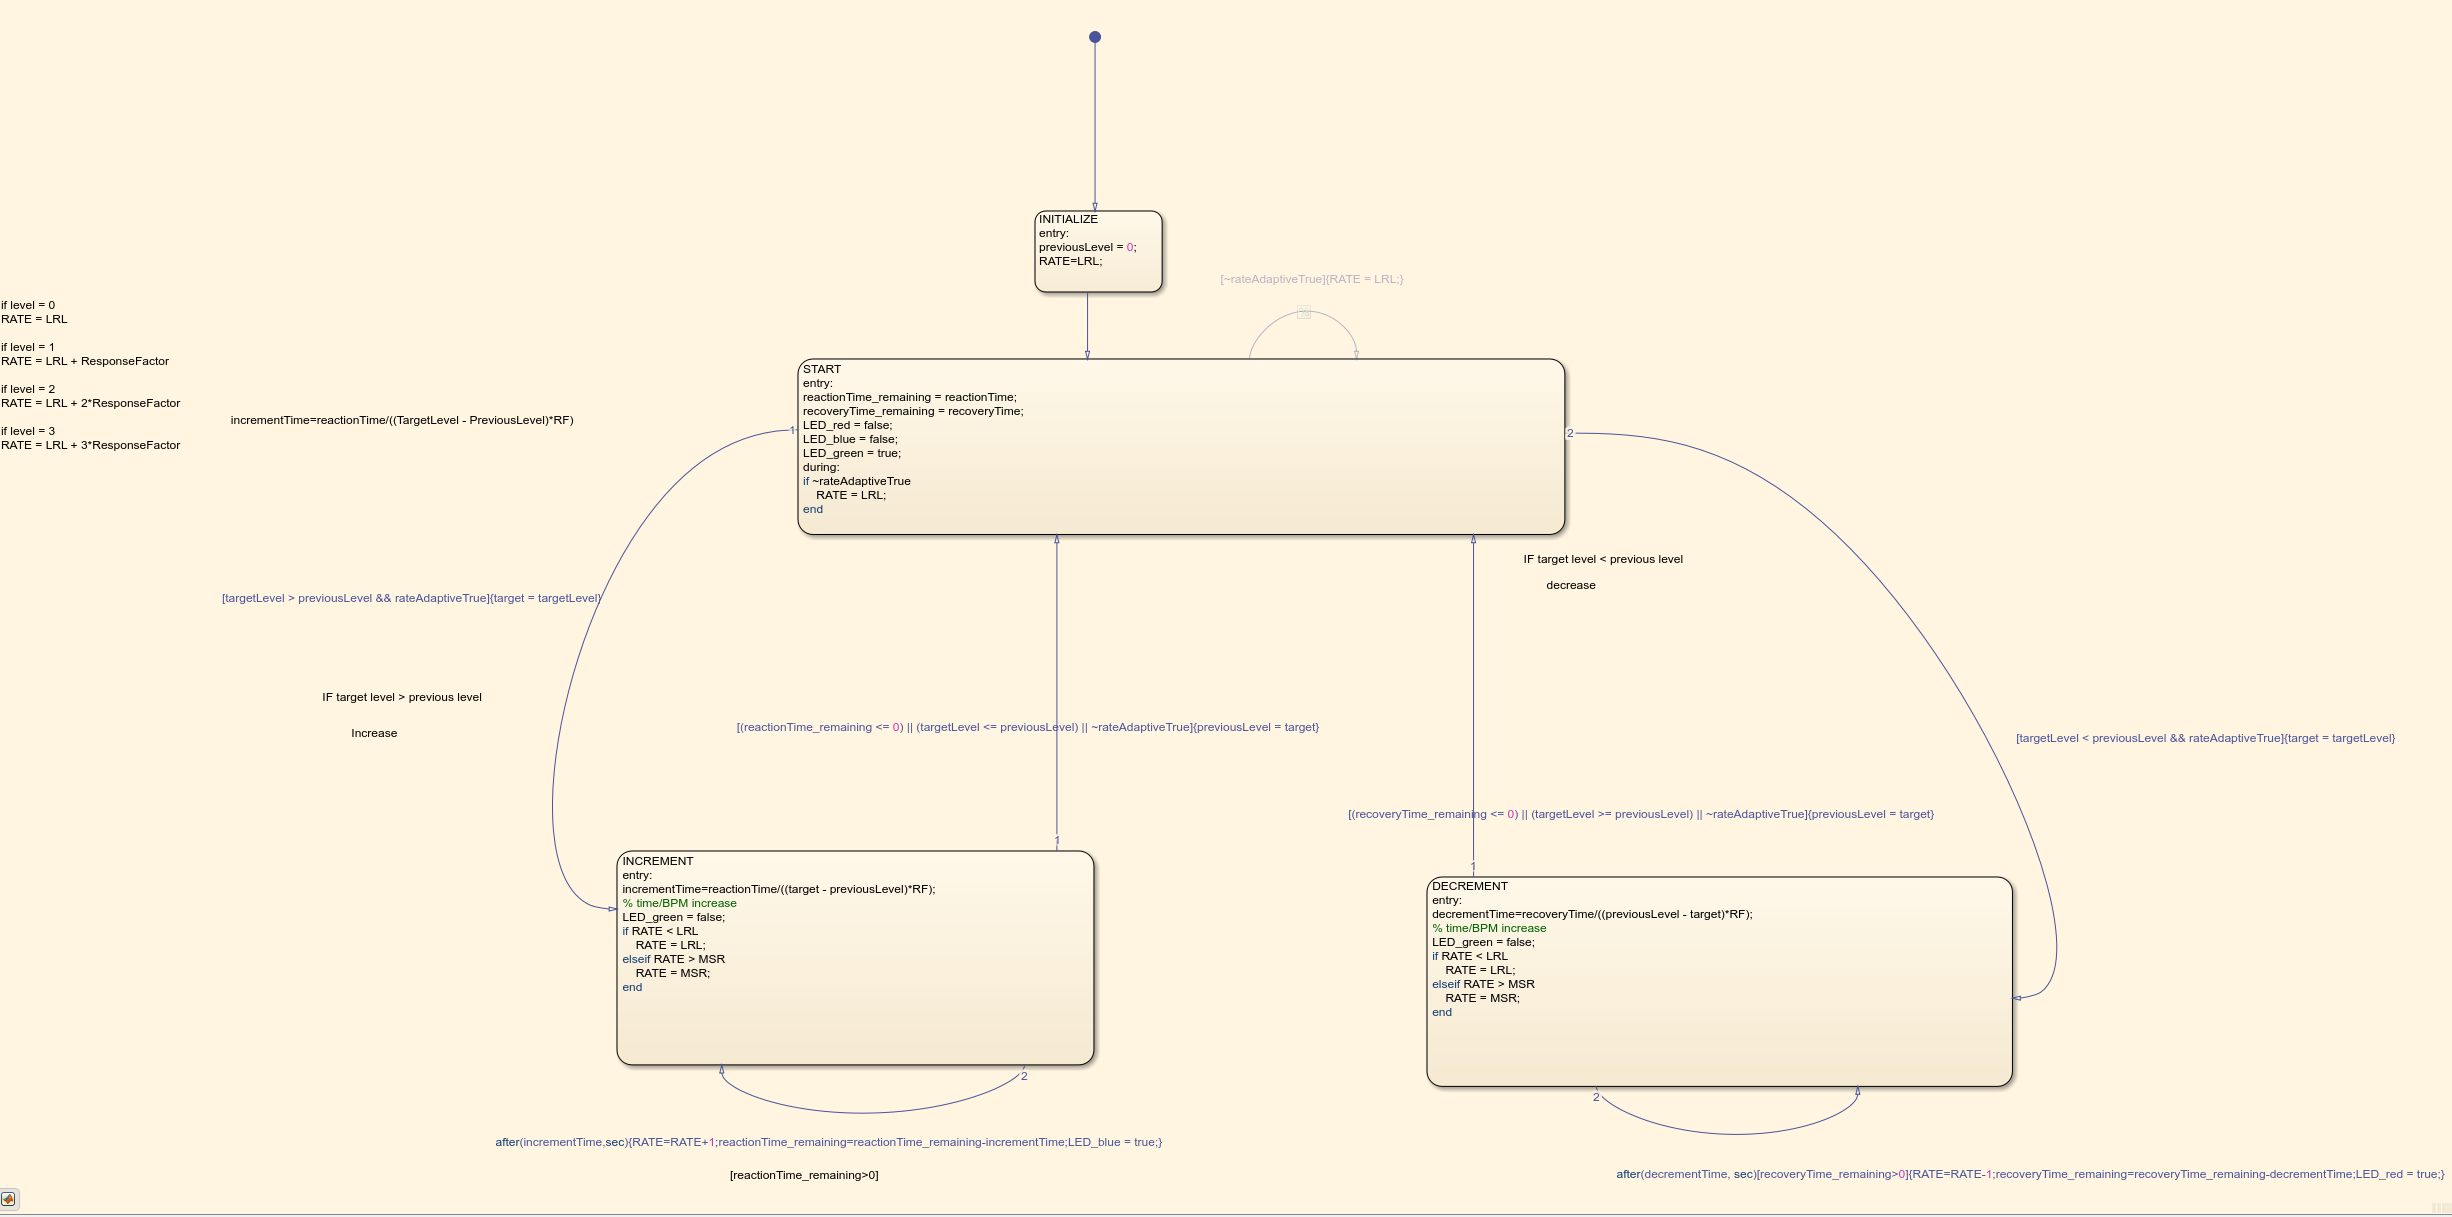 INITIALIZE
entry:
previousLevel = 0;
RATE=LRL;
[~rateAdaptiveTrue]{RATE = LRL;}
if level = 0
RATE = LRL
if level = 1
RATE = LRL + ResponseFactor
if level = 2
RATE = LRL + 2*ResponseFactor
if level = 3
RATE = LRL + 3*ResponseFactor
incrementTime=reactionTime/((TargetLevel - PreviousLevel)*RF)
START
entry:
reactionTime_remaining = reactionTime;
recoveryTime_remaining = recoveryTime;
LED_red = false;
LED_blue = false;
LED_green = true;
during:
if ~rateAdaptiveTrue
RATE = LRL;
end
1
2
IF target level < previous level
decrease
[targetLevel > previousLevel && rateAdaptiveTrue]{target = targetLevel}
IF target level > previous level
Increase
[(reactionTime_remaining <= 0) || (targetLevel <= previousLevel) || ~rateAdaptiveTrue]{previousLevel = target}
[targetLevel < previousLevel && rateAdaptiveTrue]{target = targetLevel}
[(recoveryTime_remaining <= 0) || (targetLevel >= previousLevel) || ~rateAdaptiveTrue]{previousLevel = target}
1
1
INCREMENT
entry:
incrementTime=reactionTime/((target - previousLevel)*RF);
% time/BPM increase
LED_green = false;
if RATE < LRL
RATE = LRL;
elseif RATE > MSR
RATE = MSR;
end
DECREMENT
entry:
decrementTime=recoveryTime/((previousLevel - target)*RF);
% time/BPM increase
LED_green = false;
if RATE < LRL
RATE = LRL;
elseif RATE > MSR
RATE = MSR;
end
2
2
after(incrementTime,sec){RATE=RATE+1;reactionTime_remaining=reactionTime_remaining-incrementTime;LED_blue = true;}
[reactionTime_remaining>0]
after(decrementTime, sec)[recoveryTime_remaining>0]{RATE=RATE-1;recoveryTime_remaining=recoveryTime_remaining-decrementTime;LED_red = true;}